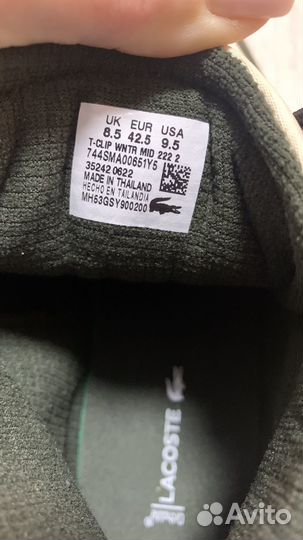 UK EUR USA
8.5 42.5 9.5
T-CLIP WNTR MID 222 2
744SMA00651Y5
35242 0622
MADE IN THAILAND
HECHO EN TAILANDIA
MH53GSY900200
LACOSTE
Avito